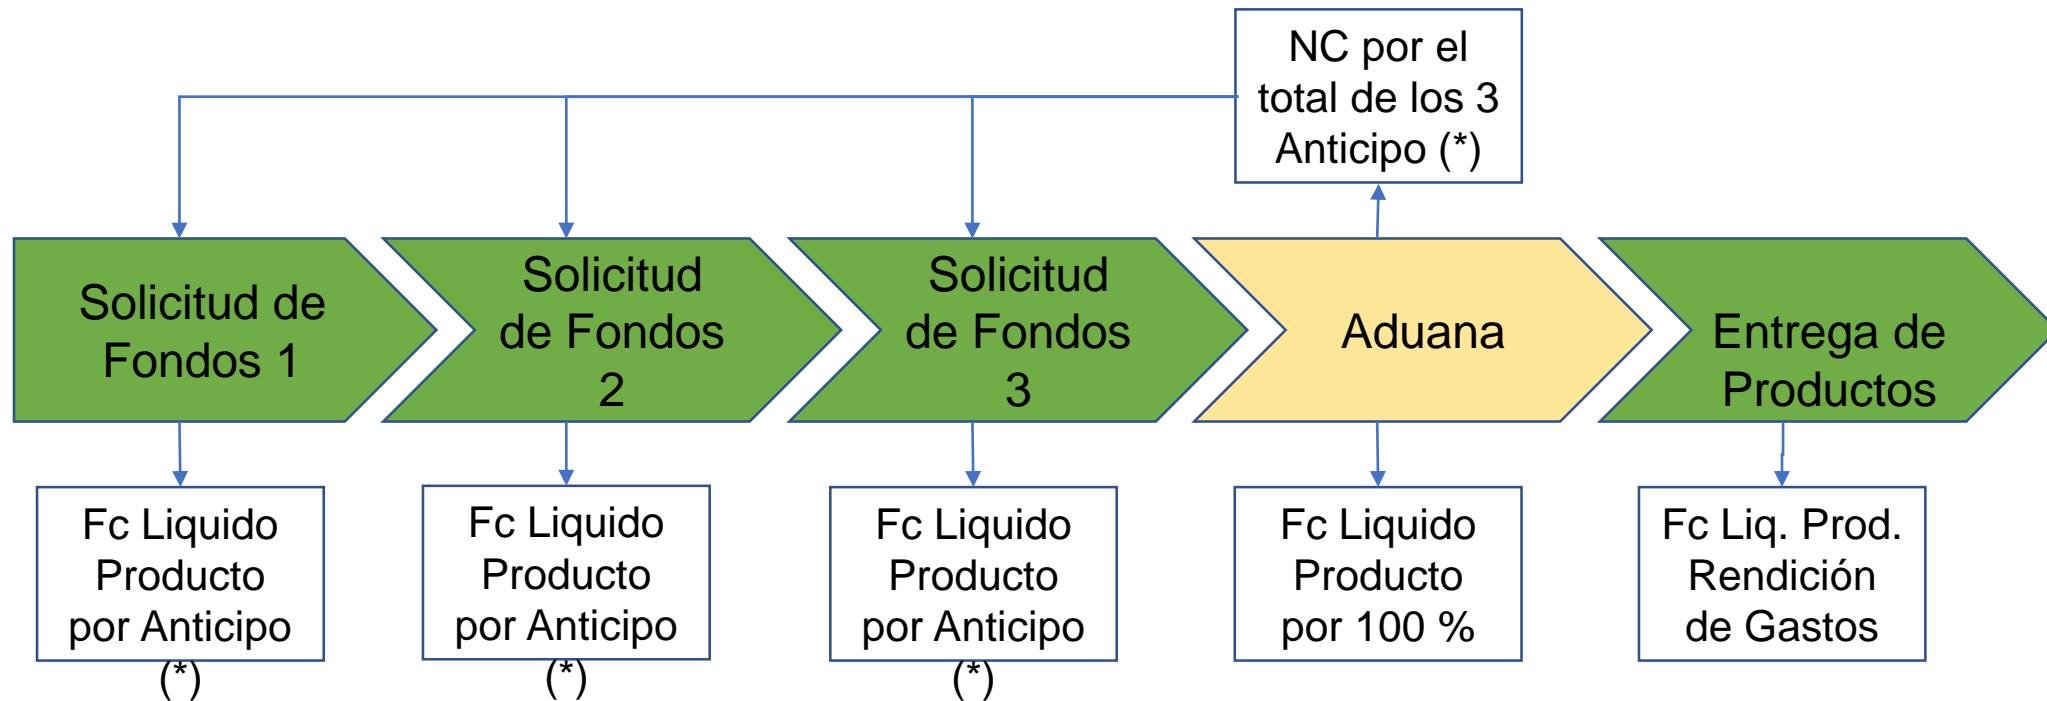 NC por el
total de los 3
Anticipo (*)
Solicitud de
Fondos 1
Solicitud
de Fondos
2
Solicitud
de Fondos
3
Aduana
Entrega de
Productos
Fc Liquido
Producto
por Anticipo
(*)
Fc Liquido
Producto
por Anticipo
(*)
Fc Liquido
Producto
por Anticipo
(*)
Fc Liquido
Producto
por 100 %
Fc Liq. Prod.
Rendición
de Gastos